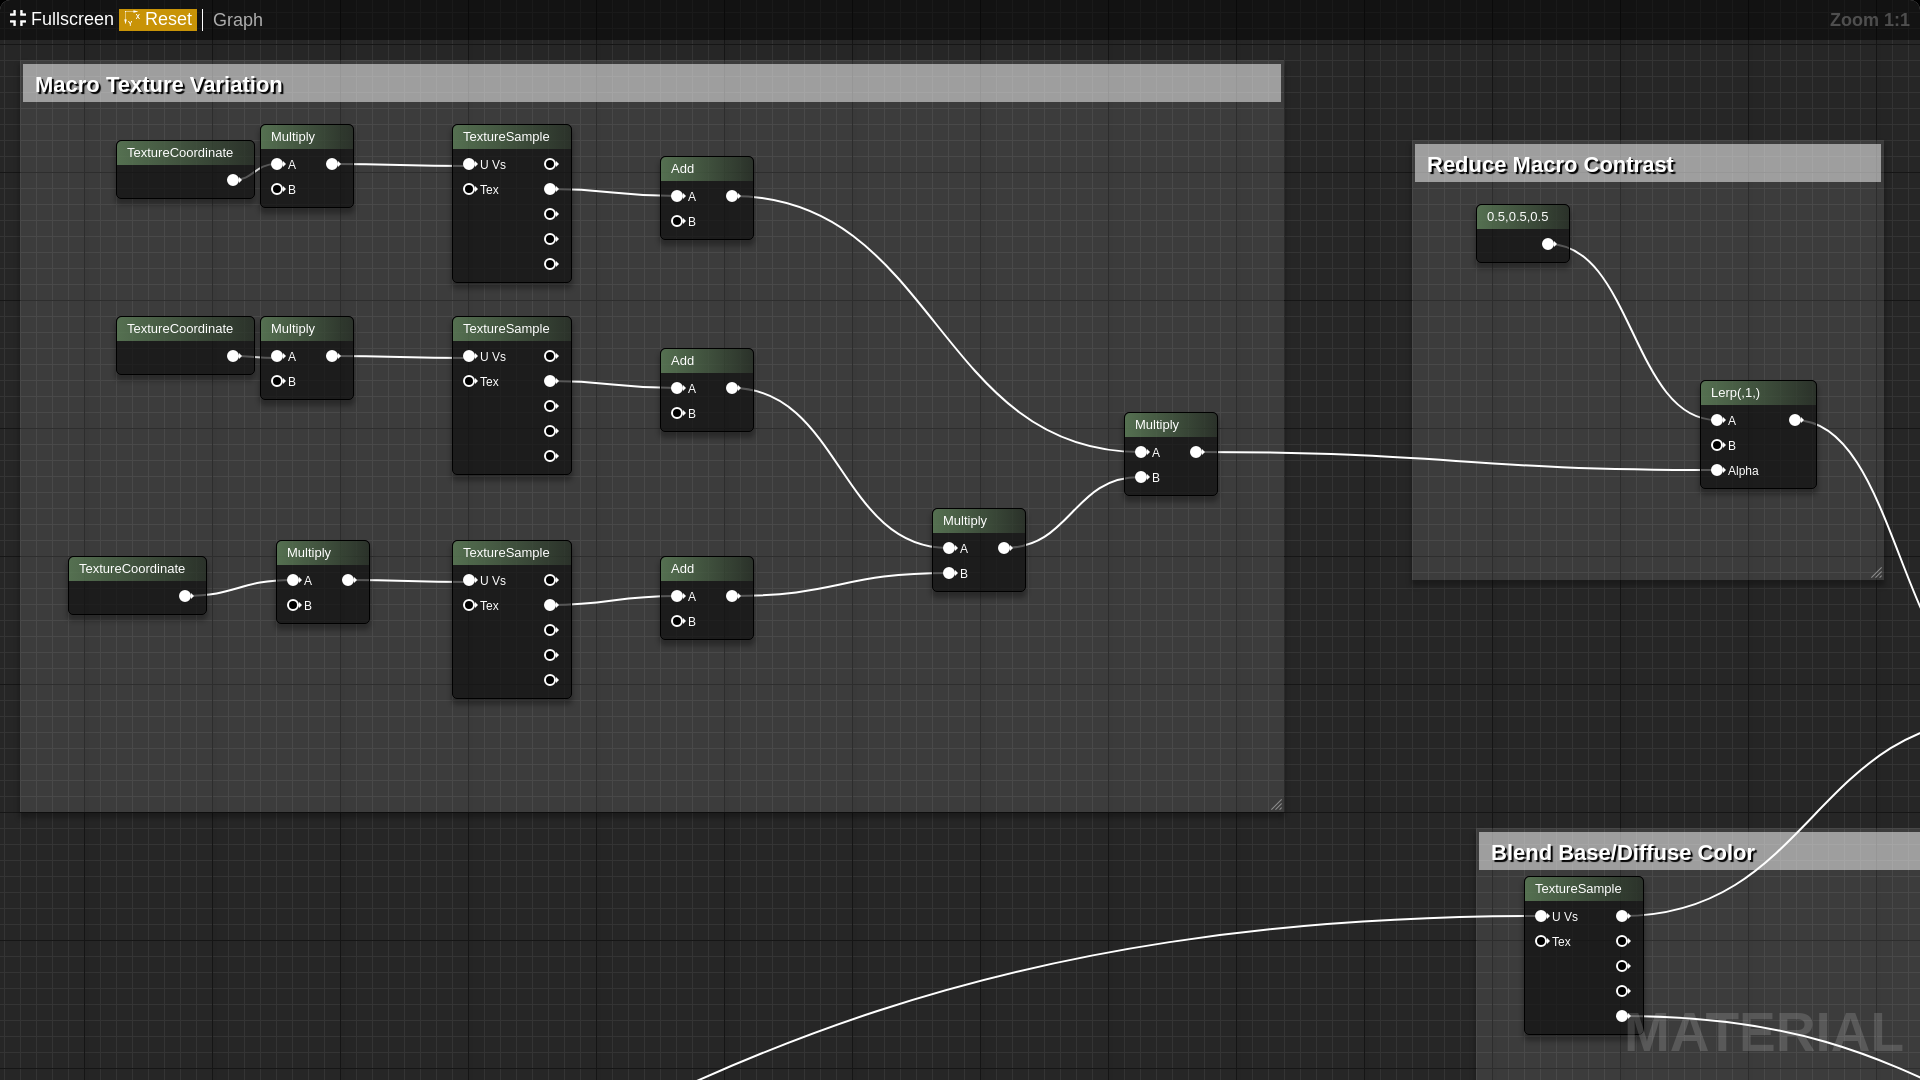 Fullscreen Reset Graph Zoom 1:1
Macro Texture Variation
TextureCoordinate
Multiply
A
B
TextureSample
U Vs
Tex
Add
A
B
TextureCoordinate
Multiply
A
B
TextureSample
U Vs
Tex
Add
A
B
TextureCoordinate
Multiply
A
B
TextureSample
U Vs
Tex
Add
A
B
Multiply
A
B
Multiply
A
B
Reduce Macro Contrast
0.5,0.5,0.5
Lerp(,1,)
A
B
Alpha
Blend Base/Diffuse Color
TextureSample
U Vs
Tex
MATERIAL